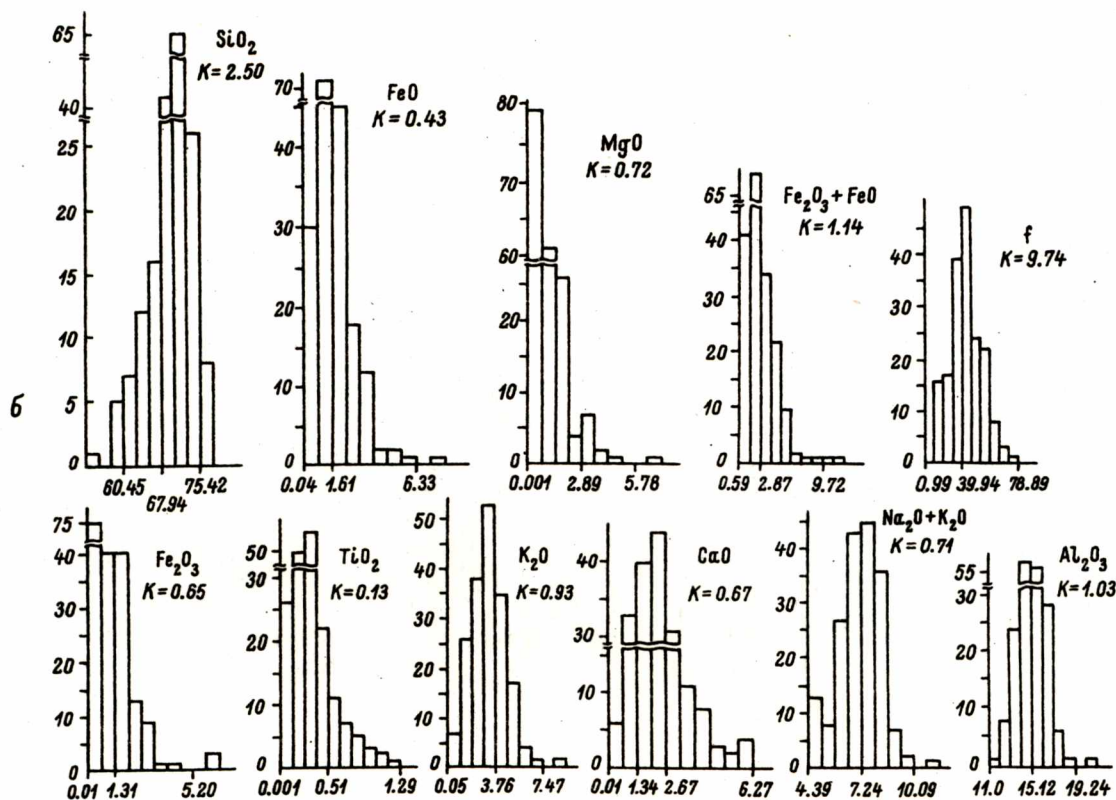 б
65
40
25
20
15
10
5
0
SiO₂
K=2.50
60.45
67.94
75.42
70
40
30
20
10
0
FeO
K=0.43
0.04 1.61 6.33
80
70
60
20
10
0
MgO
K=0.72
0.001 2.89 5.78
65
40
30
20
10
0
Fe₂O₃+FeO
K=1.14
0.59 2.87 9.72
40
30
20
10
0
f
K=9.74
0.99 39.94 78.89
75
40
30
20
10
0
Fe₂O₃
K=0.65
0.01 1.31 5.20
50
30
20
10
0
TiO₂
K=0.13
0.001 0.51 1.29
50
40
30
20
10
0
K₂O
K=0.93
0.05 3.76 7.47
40
30
10
0
CaO
K=0.67
0.01 1.34 2.67 6.27
40
30
20
10
0
Na₂O+K₂O
K=0.71
4.39 7.24 10.09
55
30
20
10
0
Al₂O₃
K=1.03
11.0 15.12 19.24